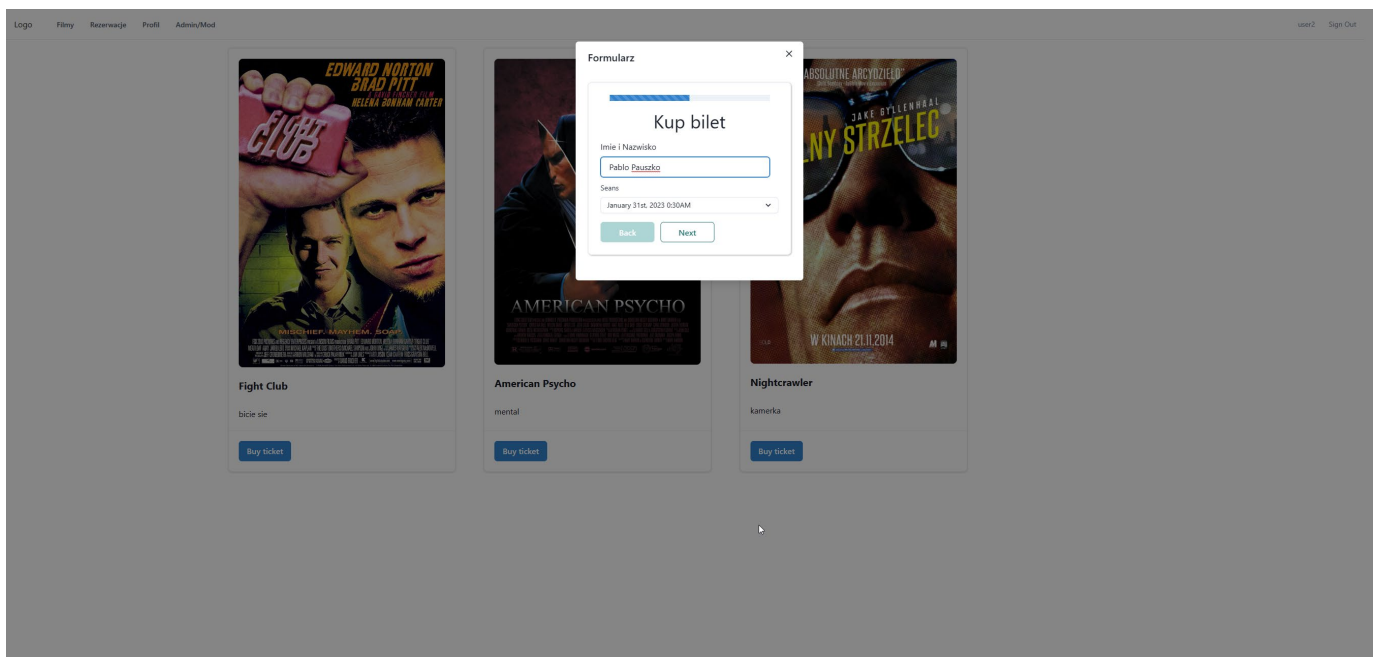 Logo Filmy Rezerwacje Profil Admin/Mod user2 Sign Out
EDWARD NORTON
BRAD PITT
A DAVID FINCHER FILM
HELENA BONHAM CARTER
FIGHT
CLUB
MISCHIEF. MAYHEM. SOAP.
Fight Club
bicie sie
Buy ticket
Formularz
Kup bilet
Imie i Nazwisko
Pablo Pauszko
Seans
January 31st, 2023 0:30AM
Back Next
AMERICAN PSYCHO
American Psycho
mental
Buy ticket
ABSOLUTNE ARCYDZIEŁO"
JAKE GYLLENHAAL
NY STRZELEC
W KINACH 21.11.2014
Nightcrawler
kamerka
Buy ticket